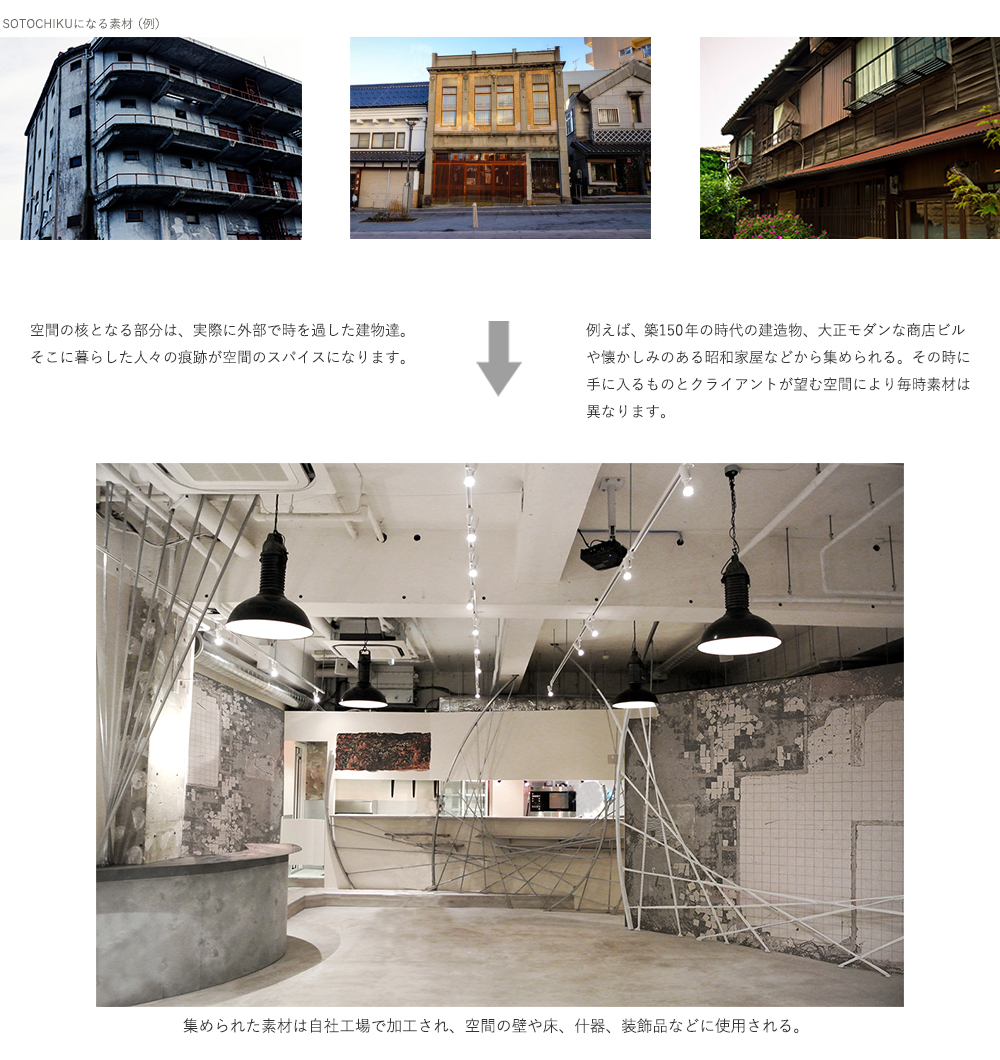 SOTOCHIKUになる素材（例）
空間の核となる部分は、実際に外部で時を過した建物達。
そこに暮らした人々の痕跡が空間のスパイスになります。
例えば、築150年の時代の建造物、大正モダンな商店ビル
や懐かしみのある昭和家屋などから集められる。その時に
手に入るものとクライアントが望む空間により毎時素材は
異なります。
集められた素材は自社工場で加工され、空間の壁や床、什器、装飾品などに使用される。